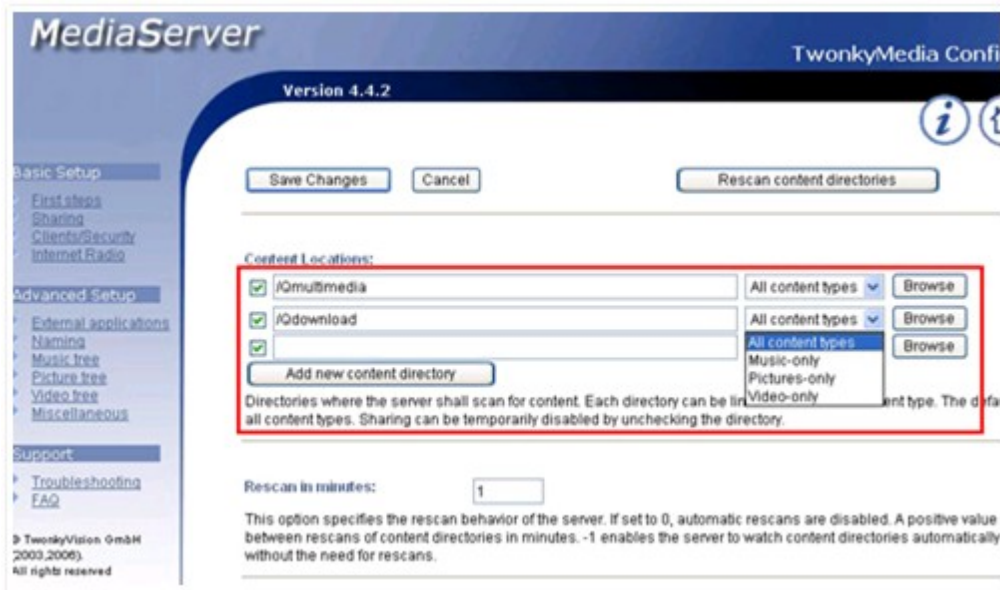 MediaServer
TwonkyMedia Confi
Version 4.4.2
Basic Setup
First steps
Sharing
Clients/Security
Internet Radio
Advanced Setup
External applications
Naming
Music tree
Picture tree
Video tree
Miscellaneous
Support
Troubleshooting
FAQ
© TwonkyVision GmbH
(2003,2006).
All rights reserved
Save Changes
Cancel
Rescan content directories
Content Locations:
/Qmultimedia
All content types
Browse
/Qdownload
All content types
Browse
All content types
Browse
Music-only
Pictures-only
Video-only
Add new content directory
Directories where the server shall scan for content. Each directory can be ent type. The defa
all content types. Sharing can be temporarily disabled by unchecking the directory.
Rescan in minutes:
1
This option specifies the rescan behavior of the server. If set to 0, automatic rescans are disabled. A positive value
between rescans of content directories in minutes. -1 enables the server to watch content directories automatically
without the need for rescans.